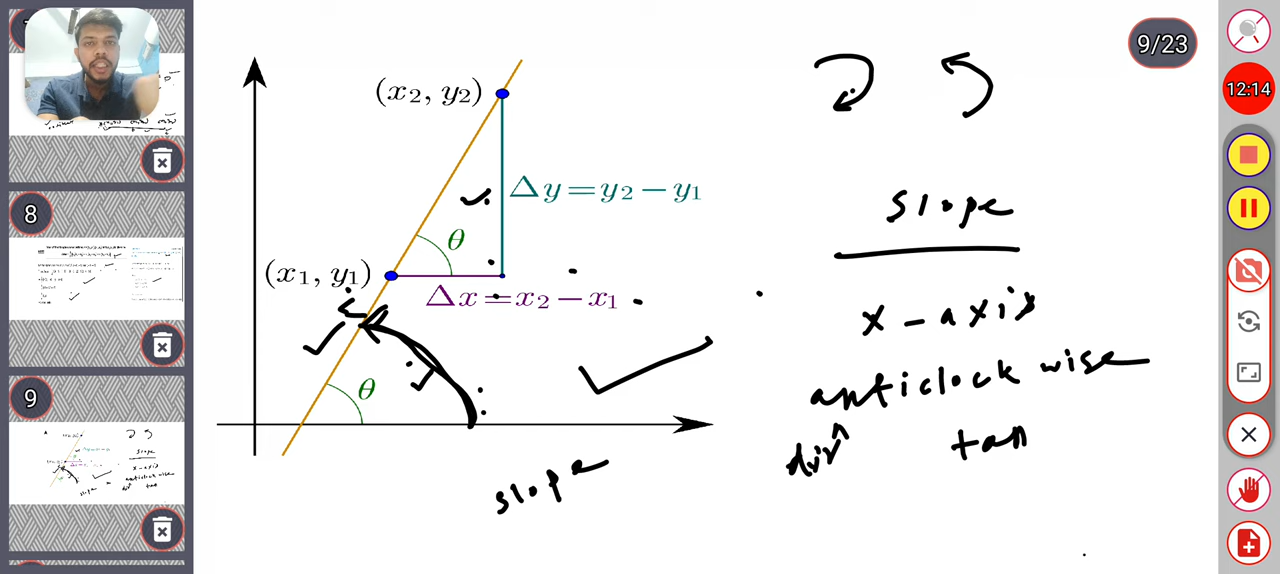 9/23
12:14
(x₂, y₂)
Δy = y₂ − y₁
θ
(x₁, y₁)
Δx = x₂ − x₁
θ
slope
slope
x - axis
anticlock wise
dirⁿ tan
8
9